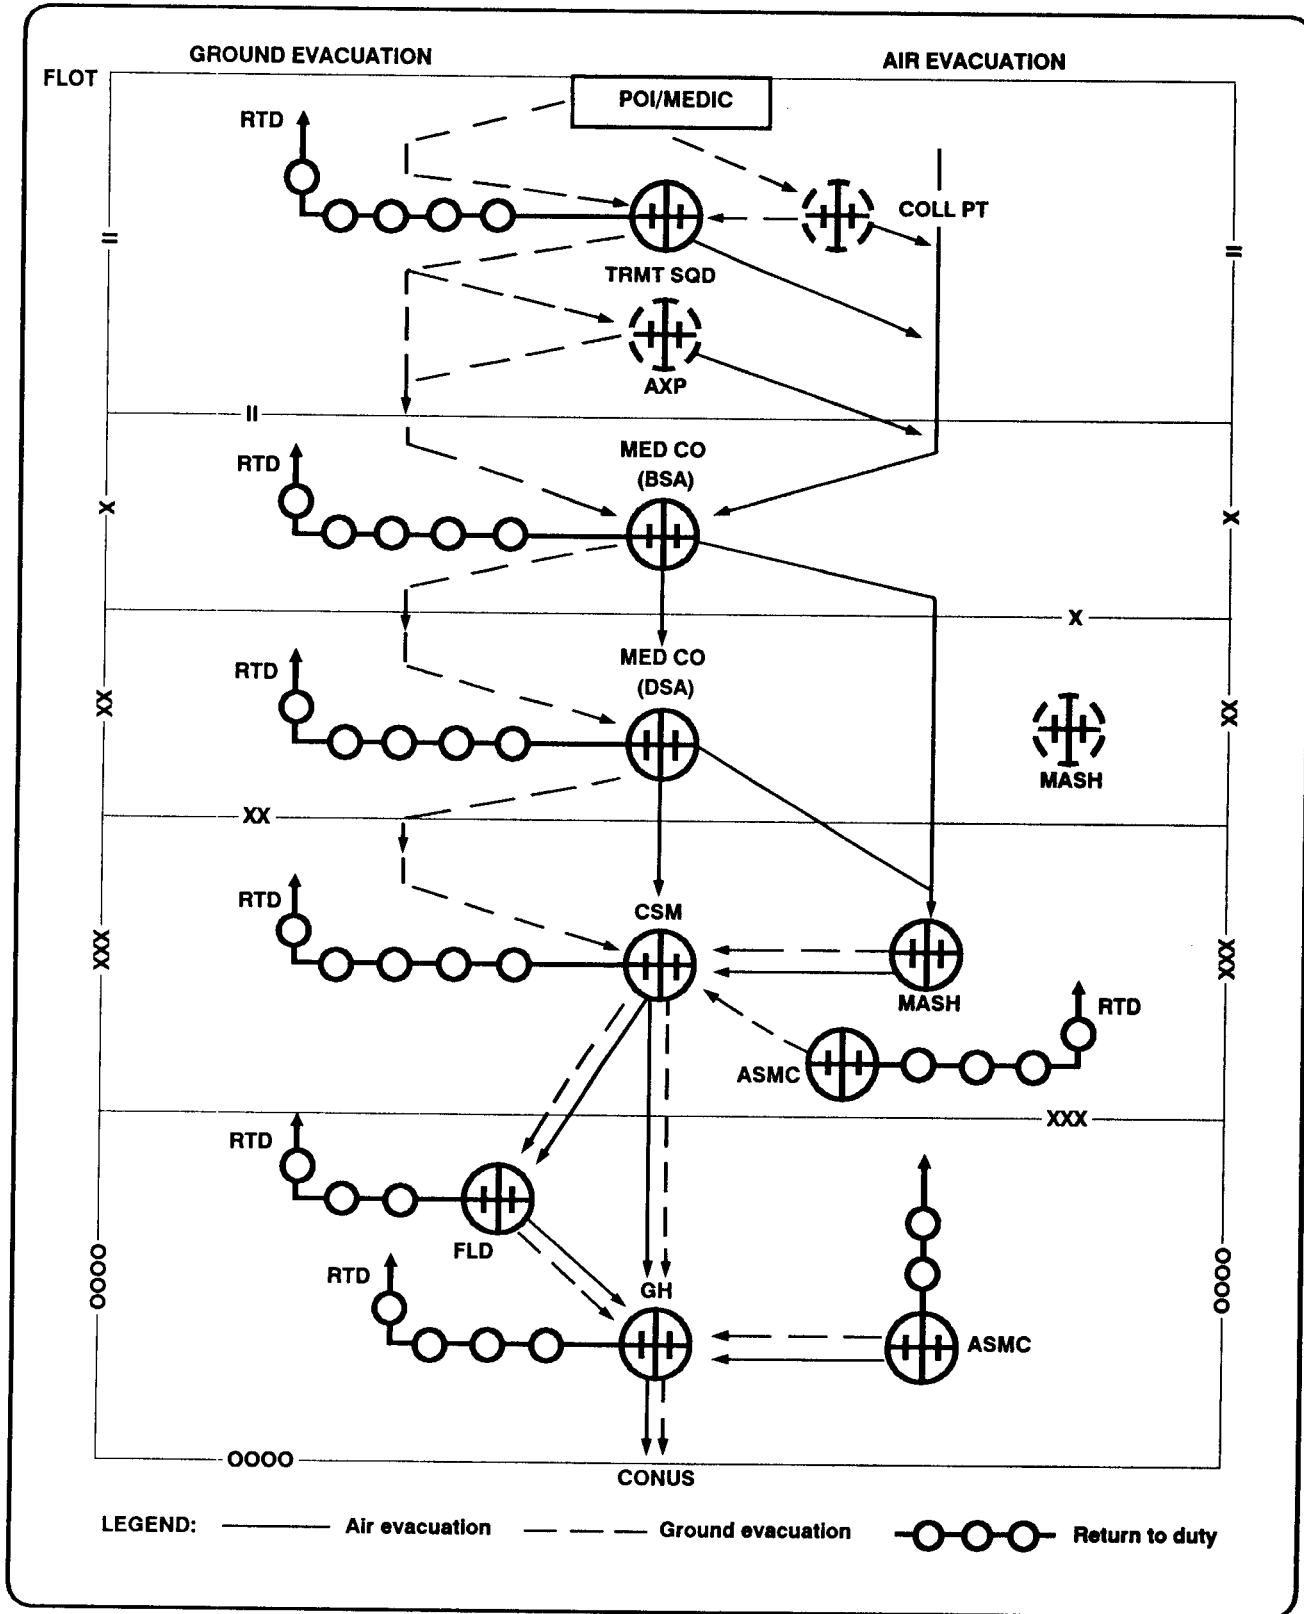 GROUND EVACUATION
AIR EVACUATION
FLOT
POI/MEDIC
RTD
COLL PT
TRMT SQD
II
II
AXP
II
MED CO
(BSA)
RTD
X
X
X
MED CO
(DSA)
RTD
XX
XX
MASH
XX
RTD
CSM
XXX
XXX
MASH
RTD
ASMC
XXX
RTD
FLD
RTD
OOOO
OOOO
GH
ASMC
OOOO
CONUS
LEGEND: Air evacuation Ground evacuation Return to duty